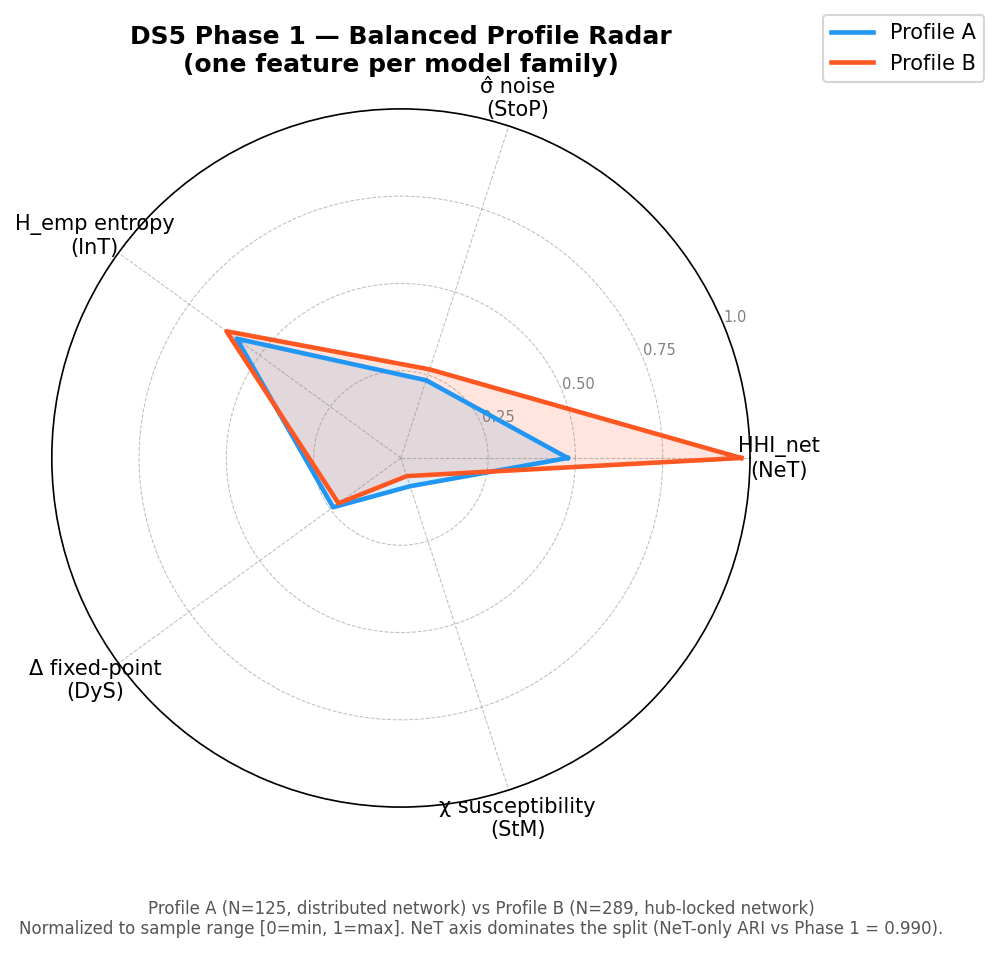 DS5 Phase 1 — Balanced Profile Radar
(one feature per model family)
Profile A
Profile B
σ̂ noise
(StoP)
H_emp entropy
(InT)
1.0
0.75
0.50
0.25
HHI_net
(NeT)
Δ fixed-point
(DyS)
χ susceptibility
(StM)
Profile A (N=125, distributed network) vs Profile B (N=289, hub-locked network)
Normalized to sample range [0=min, 1=max]. NeT axis dominates the split (NeT-only ARI vs Phase 1 = 0.990).